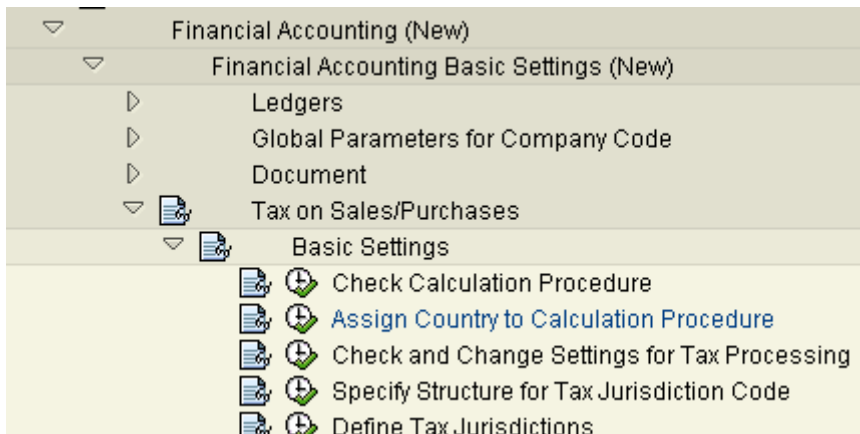 Financial Accounting (New)
Financial Accounting Basic Settings (New)
Ledgers
Global Parameters for Company Code
Document
Tax on Sales/Purchases
Basic Settings
Check Calculation Procedure
Assign Country to Calculation Procedure
Check and Change Settings for Tax Processing
Specify Structure for Tax Jurisdiction Code
Define Tax Jurisdictions